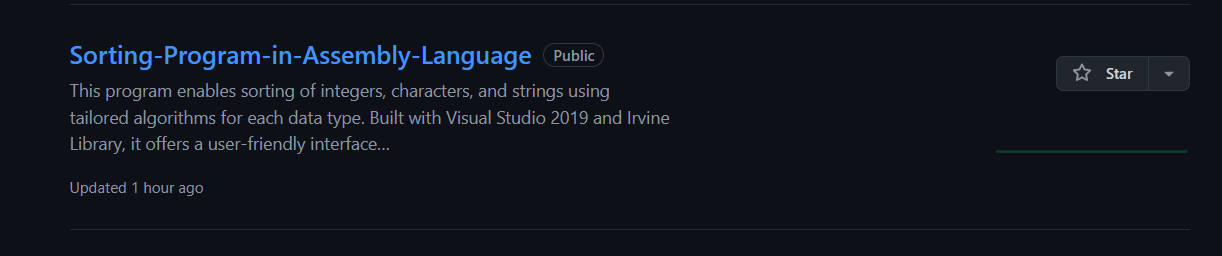 Sorting-Program-in-Assembly-Language Public
Star
This program enables sorting of integers, characters, and strings using
tailored algorithms for each data type. Built with Visual Studio 2019 and Irvine
Library, it offers a user-friendly interface...
Updated 1 hour ago